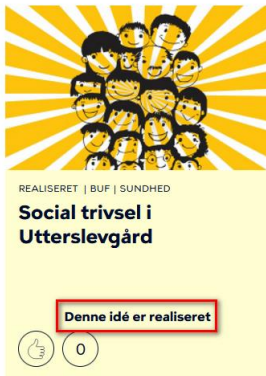 REALISERET | BUF | SUNDHED
Social trivsel i
Utterslevgård
Denne idé er realiseret
0